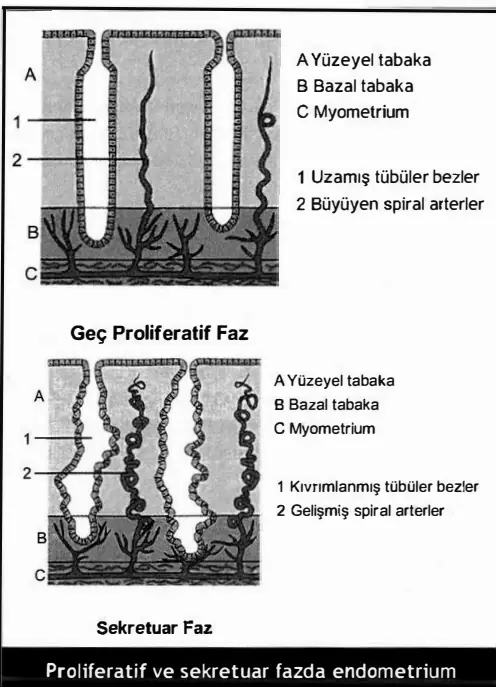 A Yüzeyel tabaka
B Bazal tabaka
C Myometrium
1 Uzamış tübüler bezler
2 Büyüyen spiral arterler
A
1
2
B
C
Geç Proliferatif Faz
A Yüzeyel tabaka
B Bazal tabaka
C Myometrium
1 Kıvrımlanmış tübüler bezler
2 Gelişmiş spiral arterler
A
1
2
B
C
Sekretuar Faz
Proliferatif ve sekretuar fazda endometrium